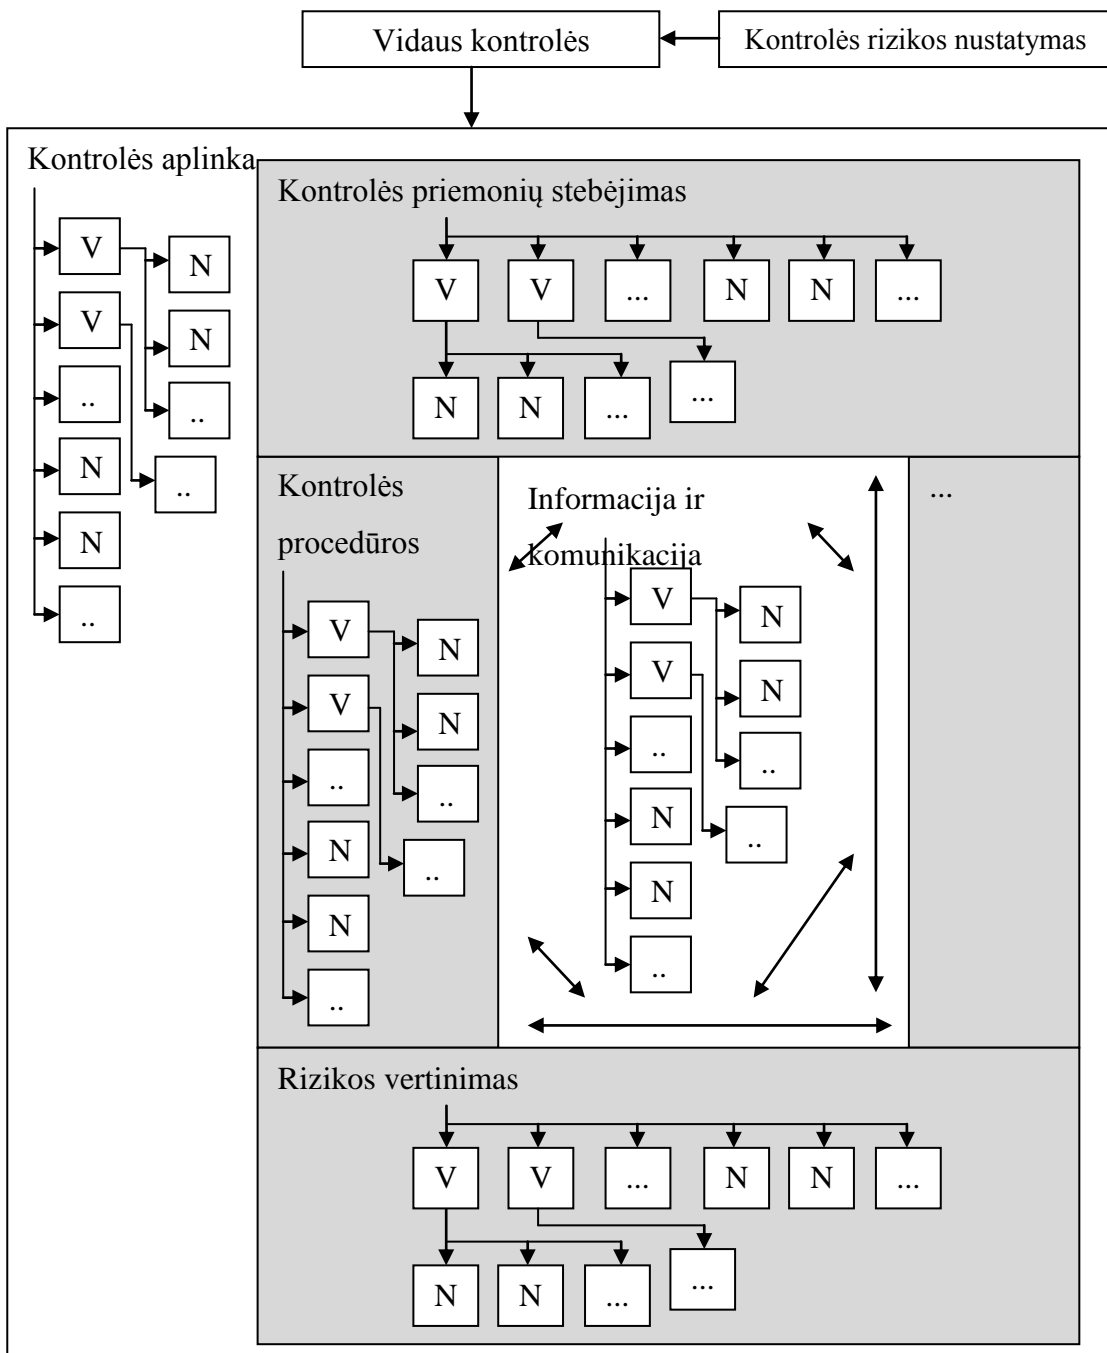 Vidaus kontrolės
Kontrolės rizikos nustatymas
Kontrolės aplinka
V
N
V
N
..
..
N
..
N
..
Kontrolės priemonių stebėjimas
V V ... N N ...
N N ... ...
Kontrolės
procedūros
V
N
V
N
..
..
N
..
N
..
Informacija ir
komunikacija
V
N
V
N
..
..
N
..
N
..
...
Rizikos vertinimas
V V ... N N ...
N N ... ...